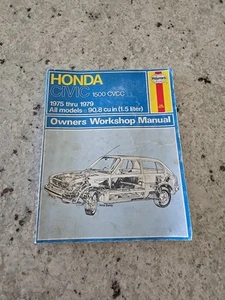 HONDA
CIVIC 1500 CVCC
1975 thru 1979
All models - 90.8 cu in (1.5 liter)
Owners Workshop Manual
Haynes